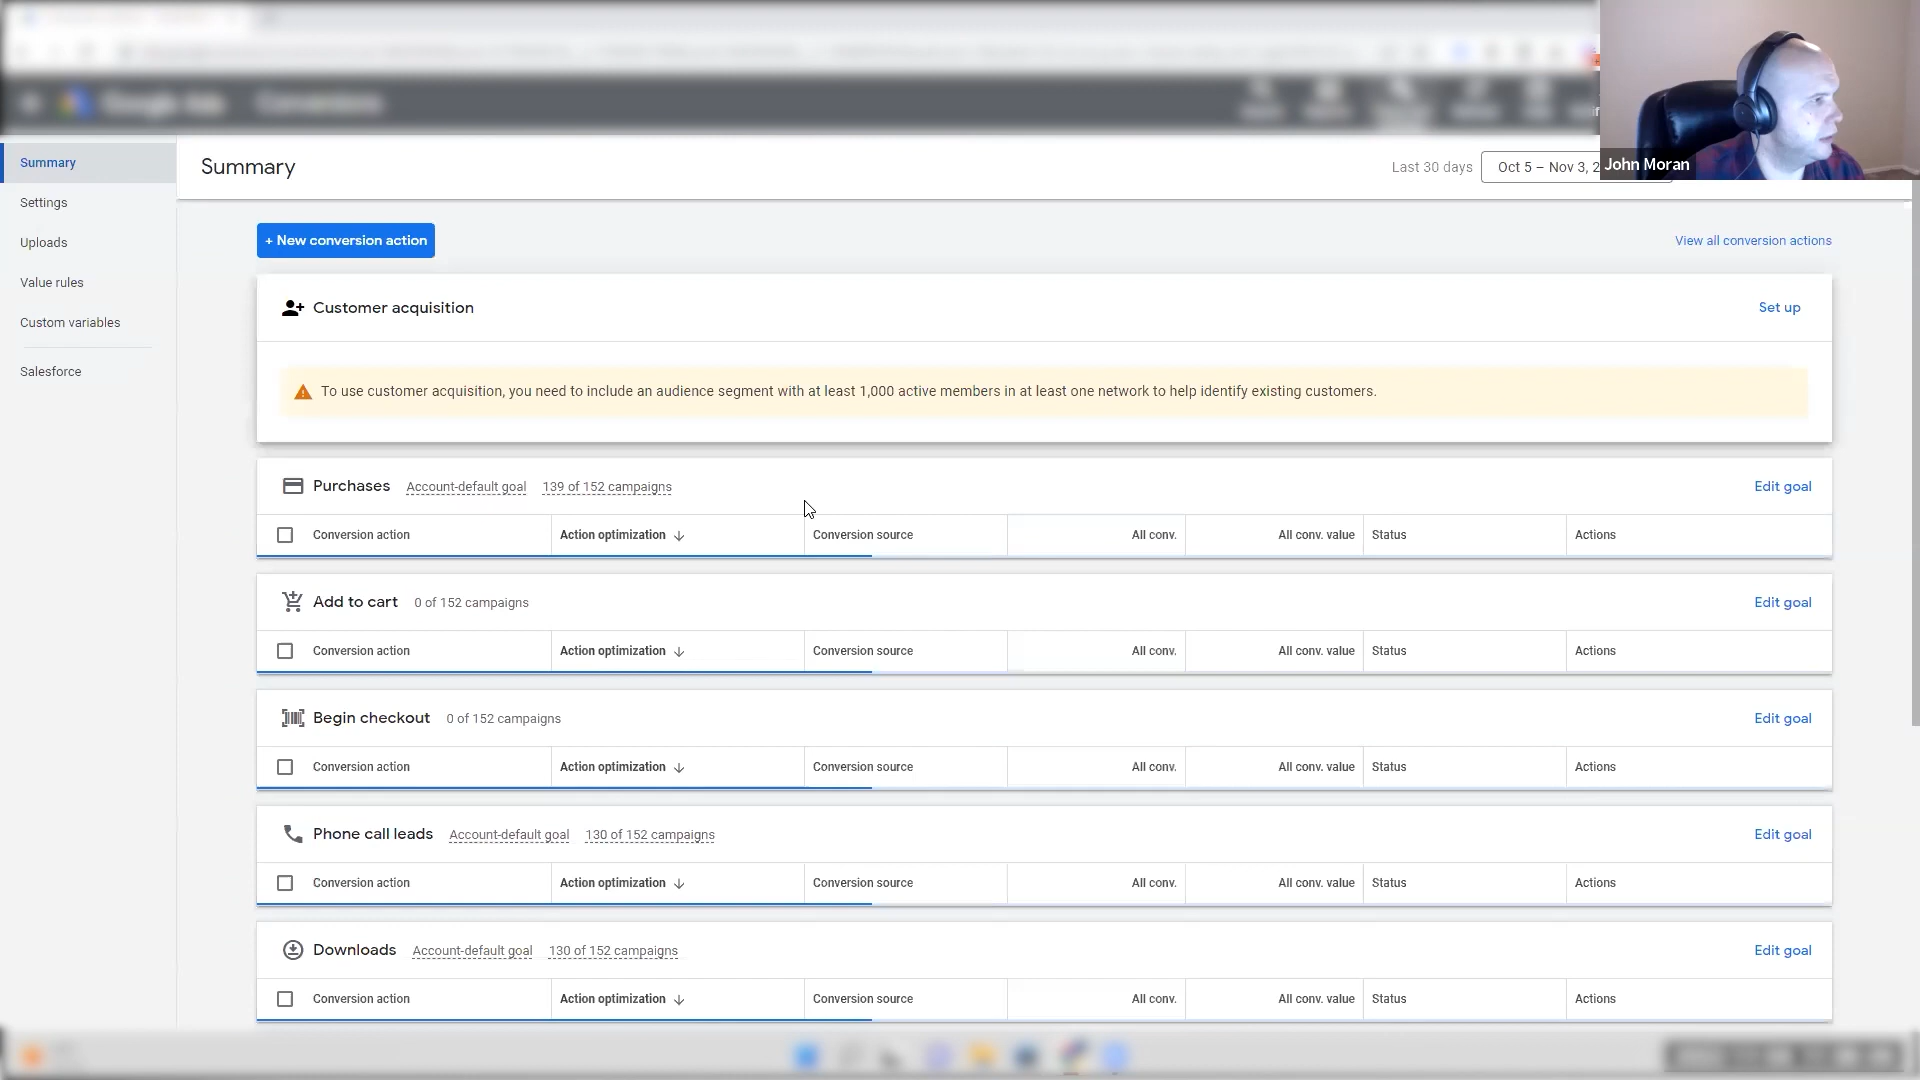 Google Ads Conversions
John Moran
Summary
Settings
Uploads
Value rules
Custom variables
Salesforce
Summary
Last 30 days Oct 5 – Nov 3, 2
+ New conversion action
View all conversion actions
Customer acquisition Set up
To use customer acquisition, you need to include an audience segment with at least 1,000 active members in at least one network to help identify existing customers.
Purchases Account-default goal 139 of 152 campaigns Edit goal
Conversion action Action optimization Conversion source All conv. All conv. value Status Actions
Add to cart 0 of 152 campaigns Edit goal
Conversion action Action optimization Conversion source All conv. All conv. value Status Actions
Begin checkout 0 of 152 campaigns Edit goal
Conversion action Action optimization Conversion source All conv. All conv. value Status Actions
Phone call leads Account-default goal 130 of 152 campaigns Edit goal
Conversion action Action optimization Conversion source All conv. All conv. value Status Actions
Downloads Account-default goal 130 of 152 campaigns Edit goal
Conversion action Action optimization Conversion source All conv. All conv. value Status Actions